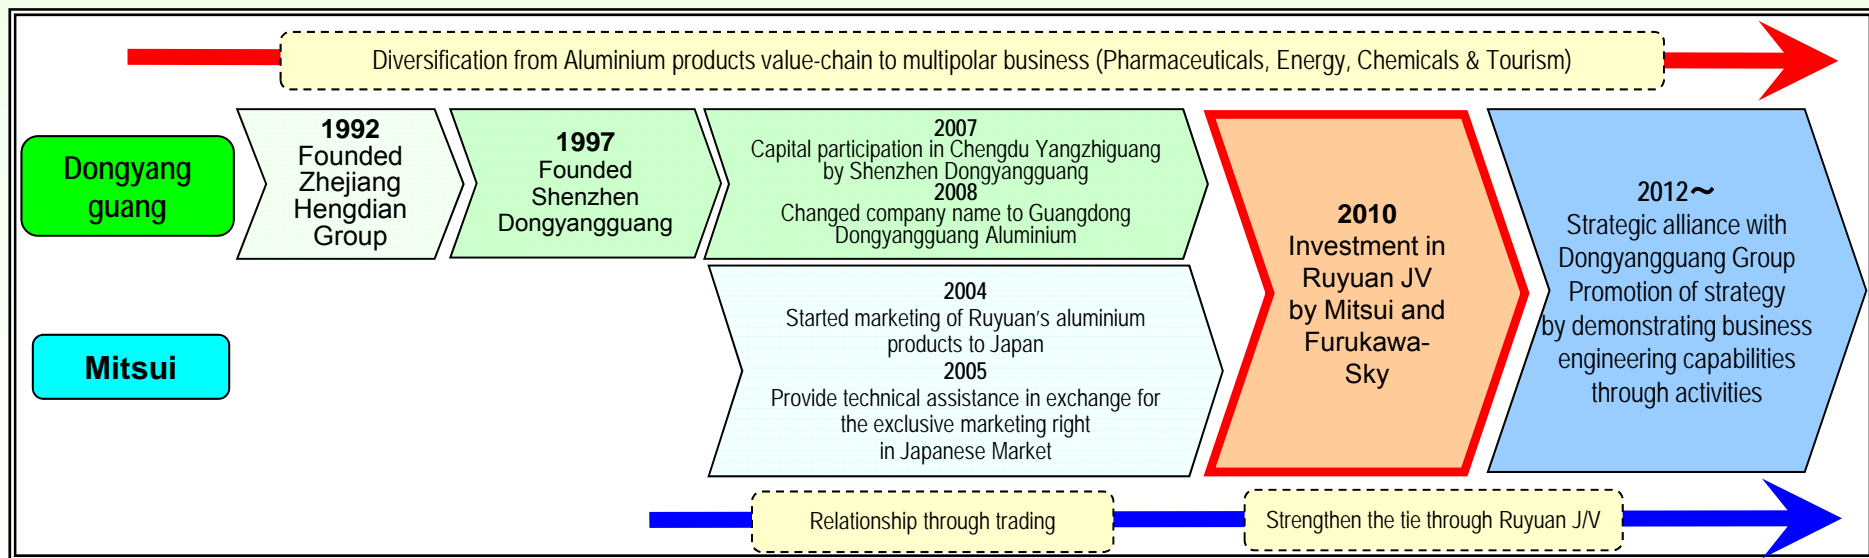 Diversification from Aluminium products value-chain to multipolar business (Pharmaceuticals, Energy, Chemicals & Tourism)
Dongyang
guang
1992
Founded
Zhejiang
Hengdian
Group
1997
Founded
Shenzhen
Dongyangguang
2007
Capital participation in Chengdu Yangzhiguang
by Shenzhen Dongyangguang
2008
Changed company name to Guangdong
Dongyangguang Aluminium
Mitsui
2004
Started marketing of Ruyuan's aluminium
products to Japan
2005
Provide technical assistance in exchange for
the exclusive marketing right
in Japanese Market
2010
Investment in
Ruyuan JV
by Mitsui and
Furukawa-
Sky
2012～
Strategic alliance with
Dongyangguang Group
Promotion of strategy
by demonstrating business
engineering capabilities
through activities
Relationship through trading
Strengthen the tie through Ruyuan J/V